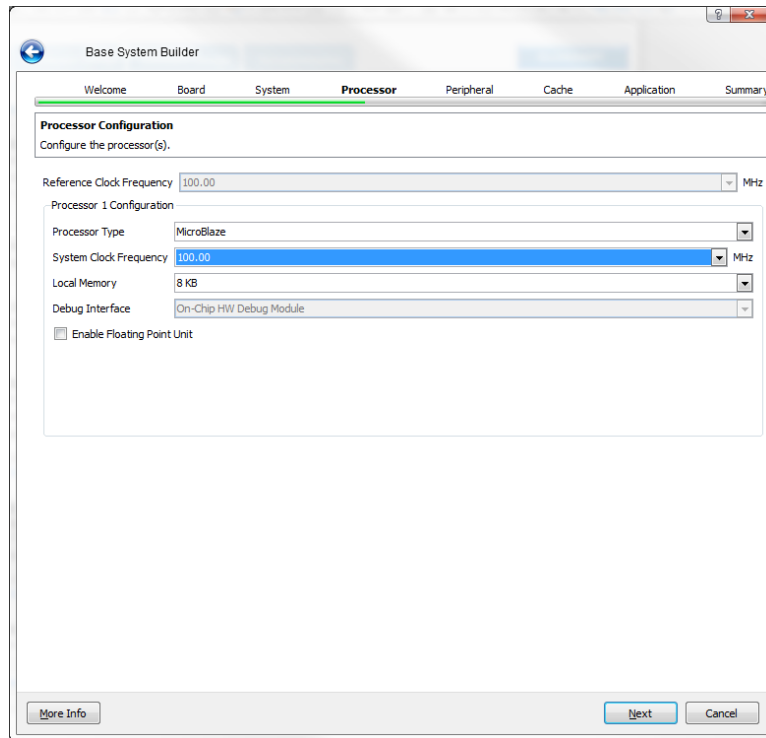 Base System Builder
Welcome Board System Processor Peripheral Cache Application Summary
Processor Configuration
Configure the processor(s).
Reference Clock Frequency 100.00 MHz
Processor 1 Configuration
Processor Type MicroBlaze
System Clock Frequency 100.00 MHz
Local Memory 8 KB
Debug Interface On-Chip HW Debug Module
Enable Floating Point Unit
More Info Next Cancel